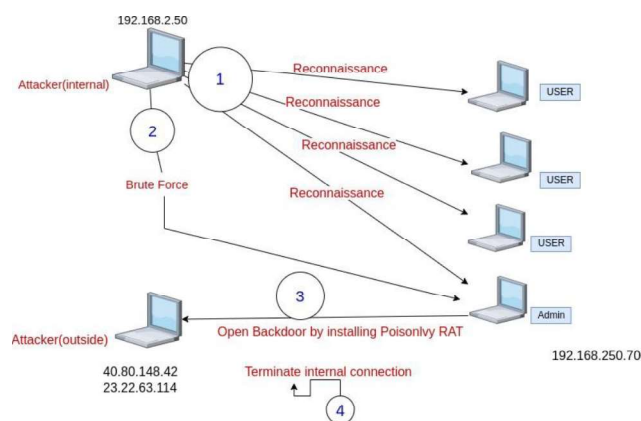 192.168.2.50
Attacker(internal)
1
Reconnaissance
USER
Reconnaissance
USER
2
Reconnaissance
Brute Force
Reconnaissance
USER
3
Admin
Attacker(outside)
Open Backdoor by installing PoisonIvy RAT
192.168.250.70
40.80.148.42
23.22.63.114
Terminate internal connection
4